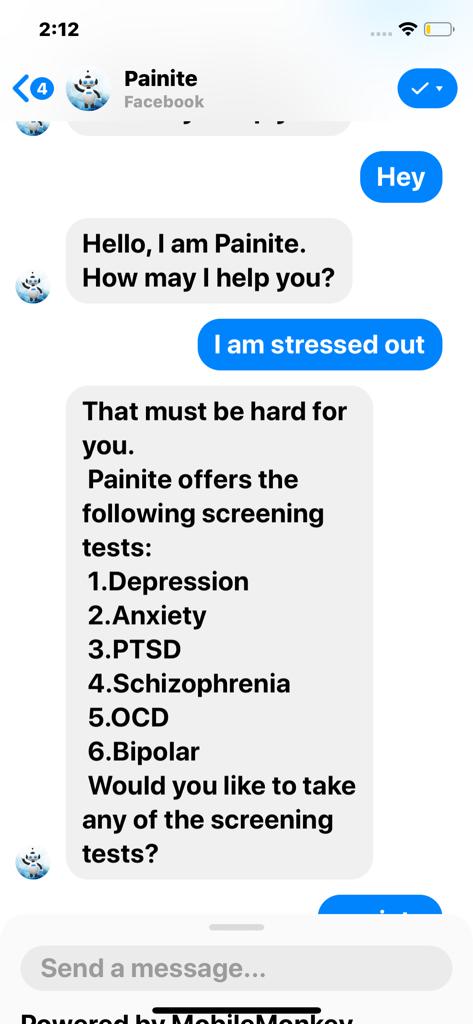 2:12
4
Painite
Facebook
Hey
Hello, I am Painite.
How may I help you?
I am stressed out
That must be hard for
you.
Painite offers the
following screening
tests:
1.Depression
2.Anxiety
3.PTSD
4.Schizophrenia
5.OCD
6.Bipolar
Would you like to take
any of the screening
tests?
Send a message...
Powered by MobileMonkey